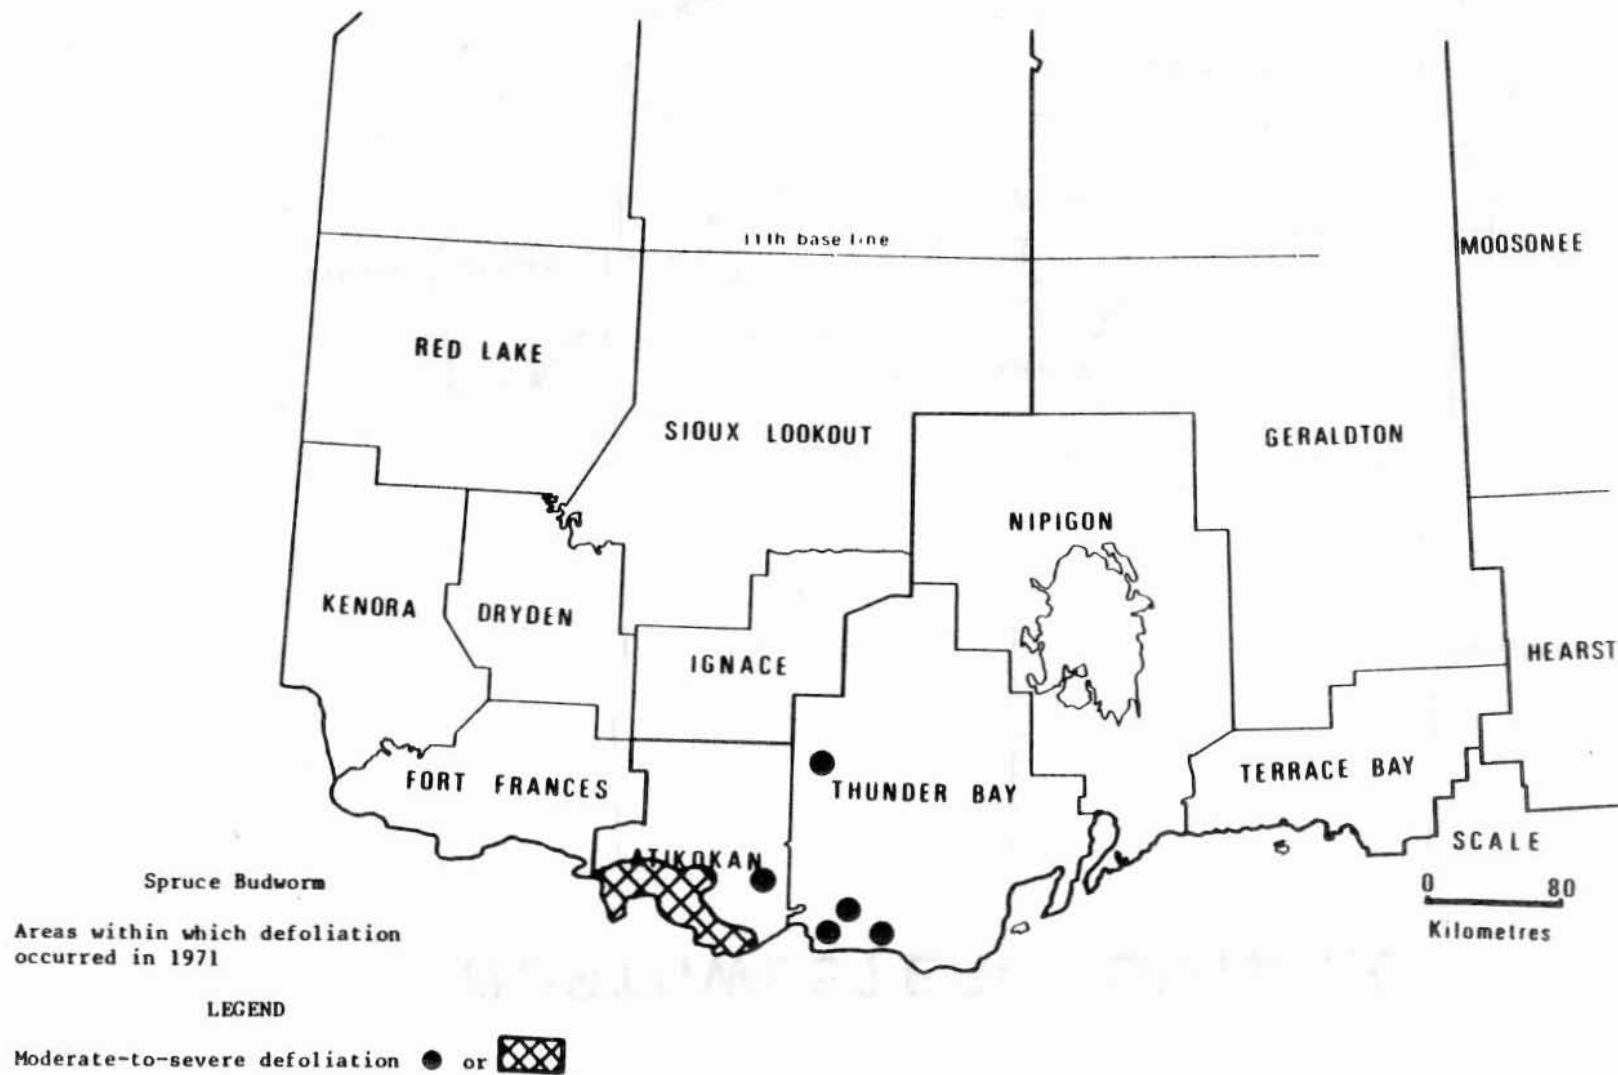 11th base line
MOOSONEE
RED LAKE
SIOUX LOOKOUT
GERALDTON
NIPIGON
KENORA
DRYDEN
IGNACE
HEARST
FORT FRANCES
THUNDER BAY
TERRACE BAY
ATIKOKAN
SCALE
0 80
Kilometres
Spruce Budworm
Areas within which defoliation
occurred in 1971
LEGEND
Moderate-to-severe defoliation ● or